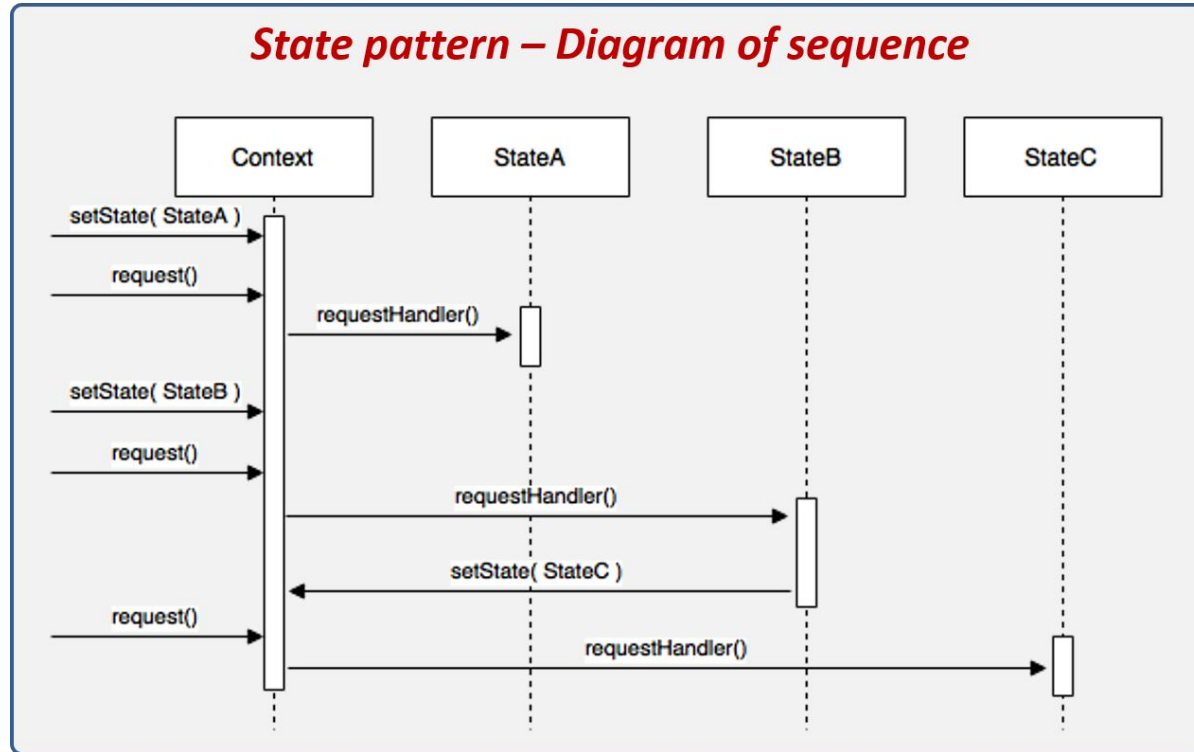 State pattern – Diagram of sequence
Context
StateA
StateB
StateC
setState( StateA )
request()
requestHandler()
setState( StateB )
request()
requestHandler()
setState( StateC )
request()
requestHandler()